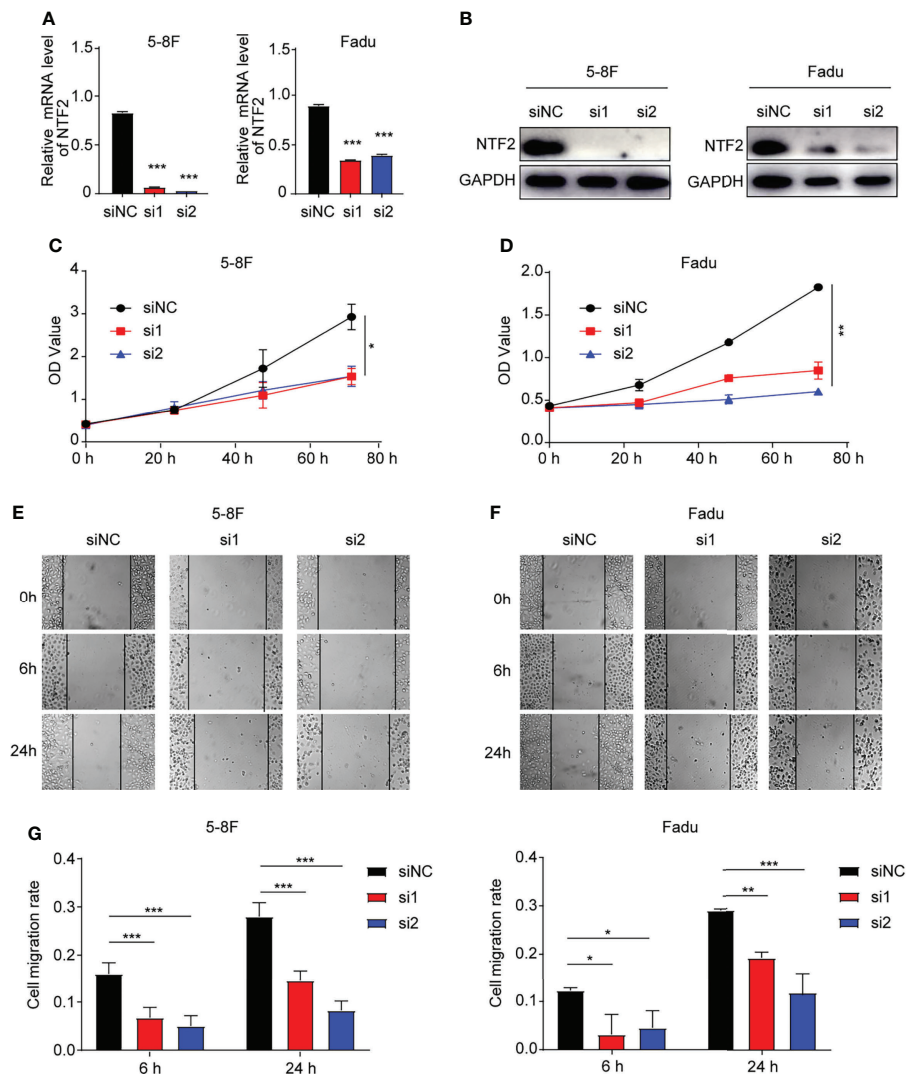 A
5-8F
Relative mRNA level
of NTF2
1.5
1.0
0.5
0
***
***
siNC si1 si2
Fadu
Relative mRNA level
of NTF2
1.5
1.0
0.5
0.0
***
***
siNC si1 si2
B
5-8F
siNC si1 si2
NTF2
GAPDH
Fadu
siNC si1 si2
NTF2
GAPDH
C
5-8F
OD Value
4
3
2
1
0
siNC
si1
si2
*
0 h 20 h 40 h 60 h 80 h
D
Fadu
OD Value
2.0
1.5
1.0
0.5
0.0
siNC
si1
si2
**
0 h 20 h 40 h 60 h 80 h
E
5-8F
siNC si1 si2
0h
6h
24h
F
Fadu
siNC si1 si2
0h
6h
24h
G
5-8F
Cell migration rate
0.4
0.3
0.2
0.1
0.0
***
***
***
***
siNC
si1
si2
6 h 24 h
Fadu
Cell migration rate
0.4
0.3
0.2
0.1
0.0
*
*
***
**
siNC
si1
si2
6 h 24 h